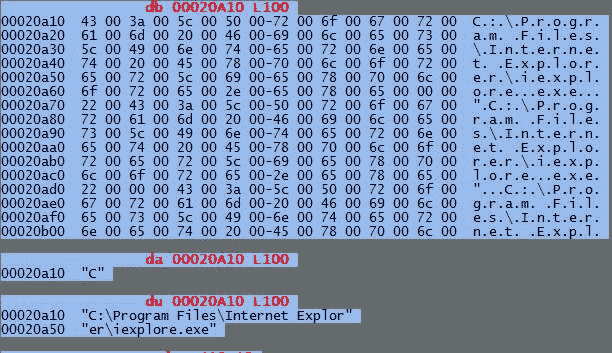 db 00020A10 L100
00020a10 43 00 3a 00 5c 00 50 00-72 00 6f 00 67 00 72 00 C.:.\.P.r.o.g.r.
00020a20 61 00 6d 00 20 00 46 00-69 00 6c 00 65 00 73 00 a.m. .F.i.l.e.s.
00020a30 5c 00 49 00 6e 00 74 00-65 00 72 00 6e 00 65 00 \.I.n.t.e.r.n.e.
00020a40 74 00 20 00 45 00 78 00-70 00 6c 00 6f 00 72 00 t. .E.x.p.l.o.r.
00020a50 65 00 72 00 5c 00 69 00-65 00 78 00 70 00 6c 00 e.r.\.i.e.x.p.l.
00020a60 6f 00 72 00 65 00 2e 00-65 00 78 00 65 00 00 00 o.r.e...e.x.e...
00020a70 22 00 43 00 3a 00 5c 00-50 00 72 00 6f 00 67 00 ".C.:.\.P.r.o.g.
00020a80 72 00 61 00 6d 00 20 00-46 00 69 00 6c 00 65 00 r.a.m. .F.i.l.e.
00020a90 73 00 5c 00 49 00 6e 00-74 00 65 00 72 00 6e 00 s.\.I.n.t.e.r.n.
00020aa0 65 00 74 00 20 00 45 00-78 00 70 00 6c 00 6f 00 e.t. .E.x.p.l.o.
00020ab0 72 00 65 00 72 00 5c 00-69 00 65 00 78 00 70 00 r.e.r.\.i.e.x.p.
00020ac0 6c 00 6f 00 72 00 65 00-2e 00 65 00 78 00 65 00 l.o.r.e...e.x.e.
00020ad0 22 00 00 00 43 00 3a 00-5c 00 50 00 72 00 6f 00 "...C.:.\.P.r.o.
00020ae0 67 00 72 00 61 00 6d 00-20 00 46 00 69 00 6c 00 g.r.a.m. .F.i.l.
00020af0 65 00 73 00 5c 00 49 00-6e 00 74 00 65 00 72 00 e.s.\.I.n.t.e.r.
00020b00 6e 00 65 00 74 00 20 00-45 00 78 00 70 00 6c 00 n.e.t. .E.x.p.l.
da 00020A10 L100
00020a10 "C"
du 00020A10 L100
00020a10 "C:\Program Files\Internet Explor"
00020a50 "er\iexplore.exe"